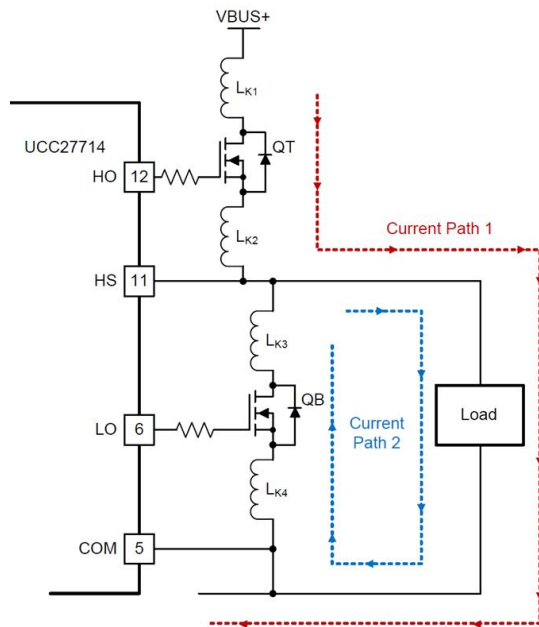 VBUS+
LK1
UCC27714
QT
HO 12
Current Path 1
LK2
HS 11
LK3
QB
Load
LO 6
Current
Path 2
LK4
COM 5